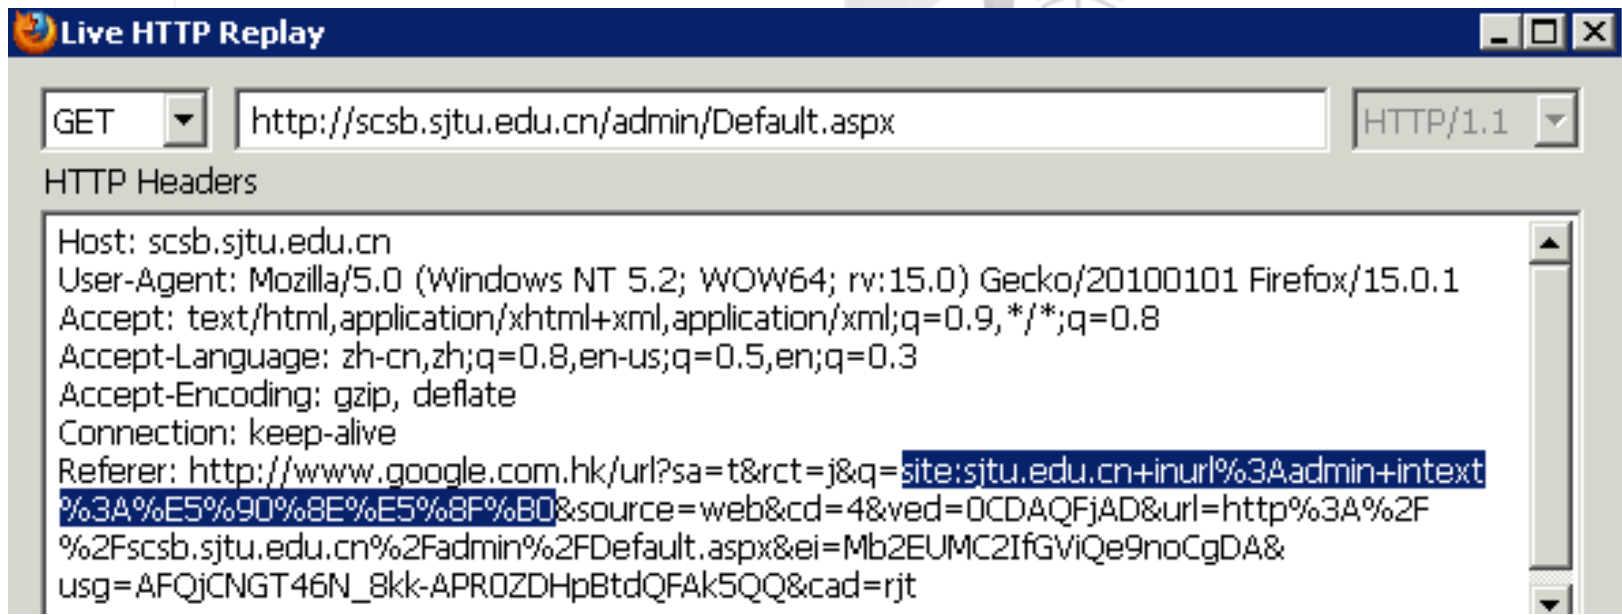 Live HTTP Replay
GET http://scsb.sjtu.edu.cn/admin/Default.aspx HTTP/1.1
HTTP Headers
Host: scsb.sjtu.edu.cn
User-Agent: Mozilla/5.0 (Windows NT 5.2; WOW64; rv:15.0) Gecko/20100101 Firefox/15.0.1
Accept: text/html,application/xhtml+xml,application/xml;q=0.9,*/*;q=0.8
Accept-Language: zh-cn,zh;q=0.8,en-us;q=0.5,en;q=0.3
Accept-Encoding: gzip, deflate
Connection: keep-alive
Referer: http://www.google.com.hk/url?sa=t&rct=j&q=site:sjtu.edu.cn+inurl%3Aadmin+intext
%3A%E5%90%8E%E5%8F%B0&source=web&cd=4&ved=0CDAQFjAD&url=http%3A%2F
%2Fscsb.sjtu.edu.cn%2Fadmin%2FDefault.aspx&ei=Mb2EUMC2IfGViQe9noCgDA&
usg=AFQjCNGT46N_8kk-APR0ZDHpBtdQFAk5QQ&cad=rjt